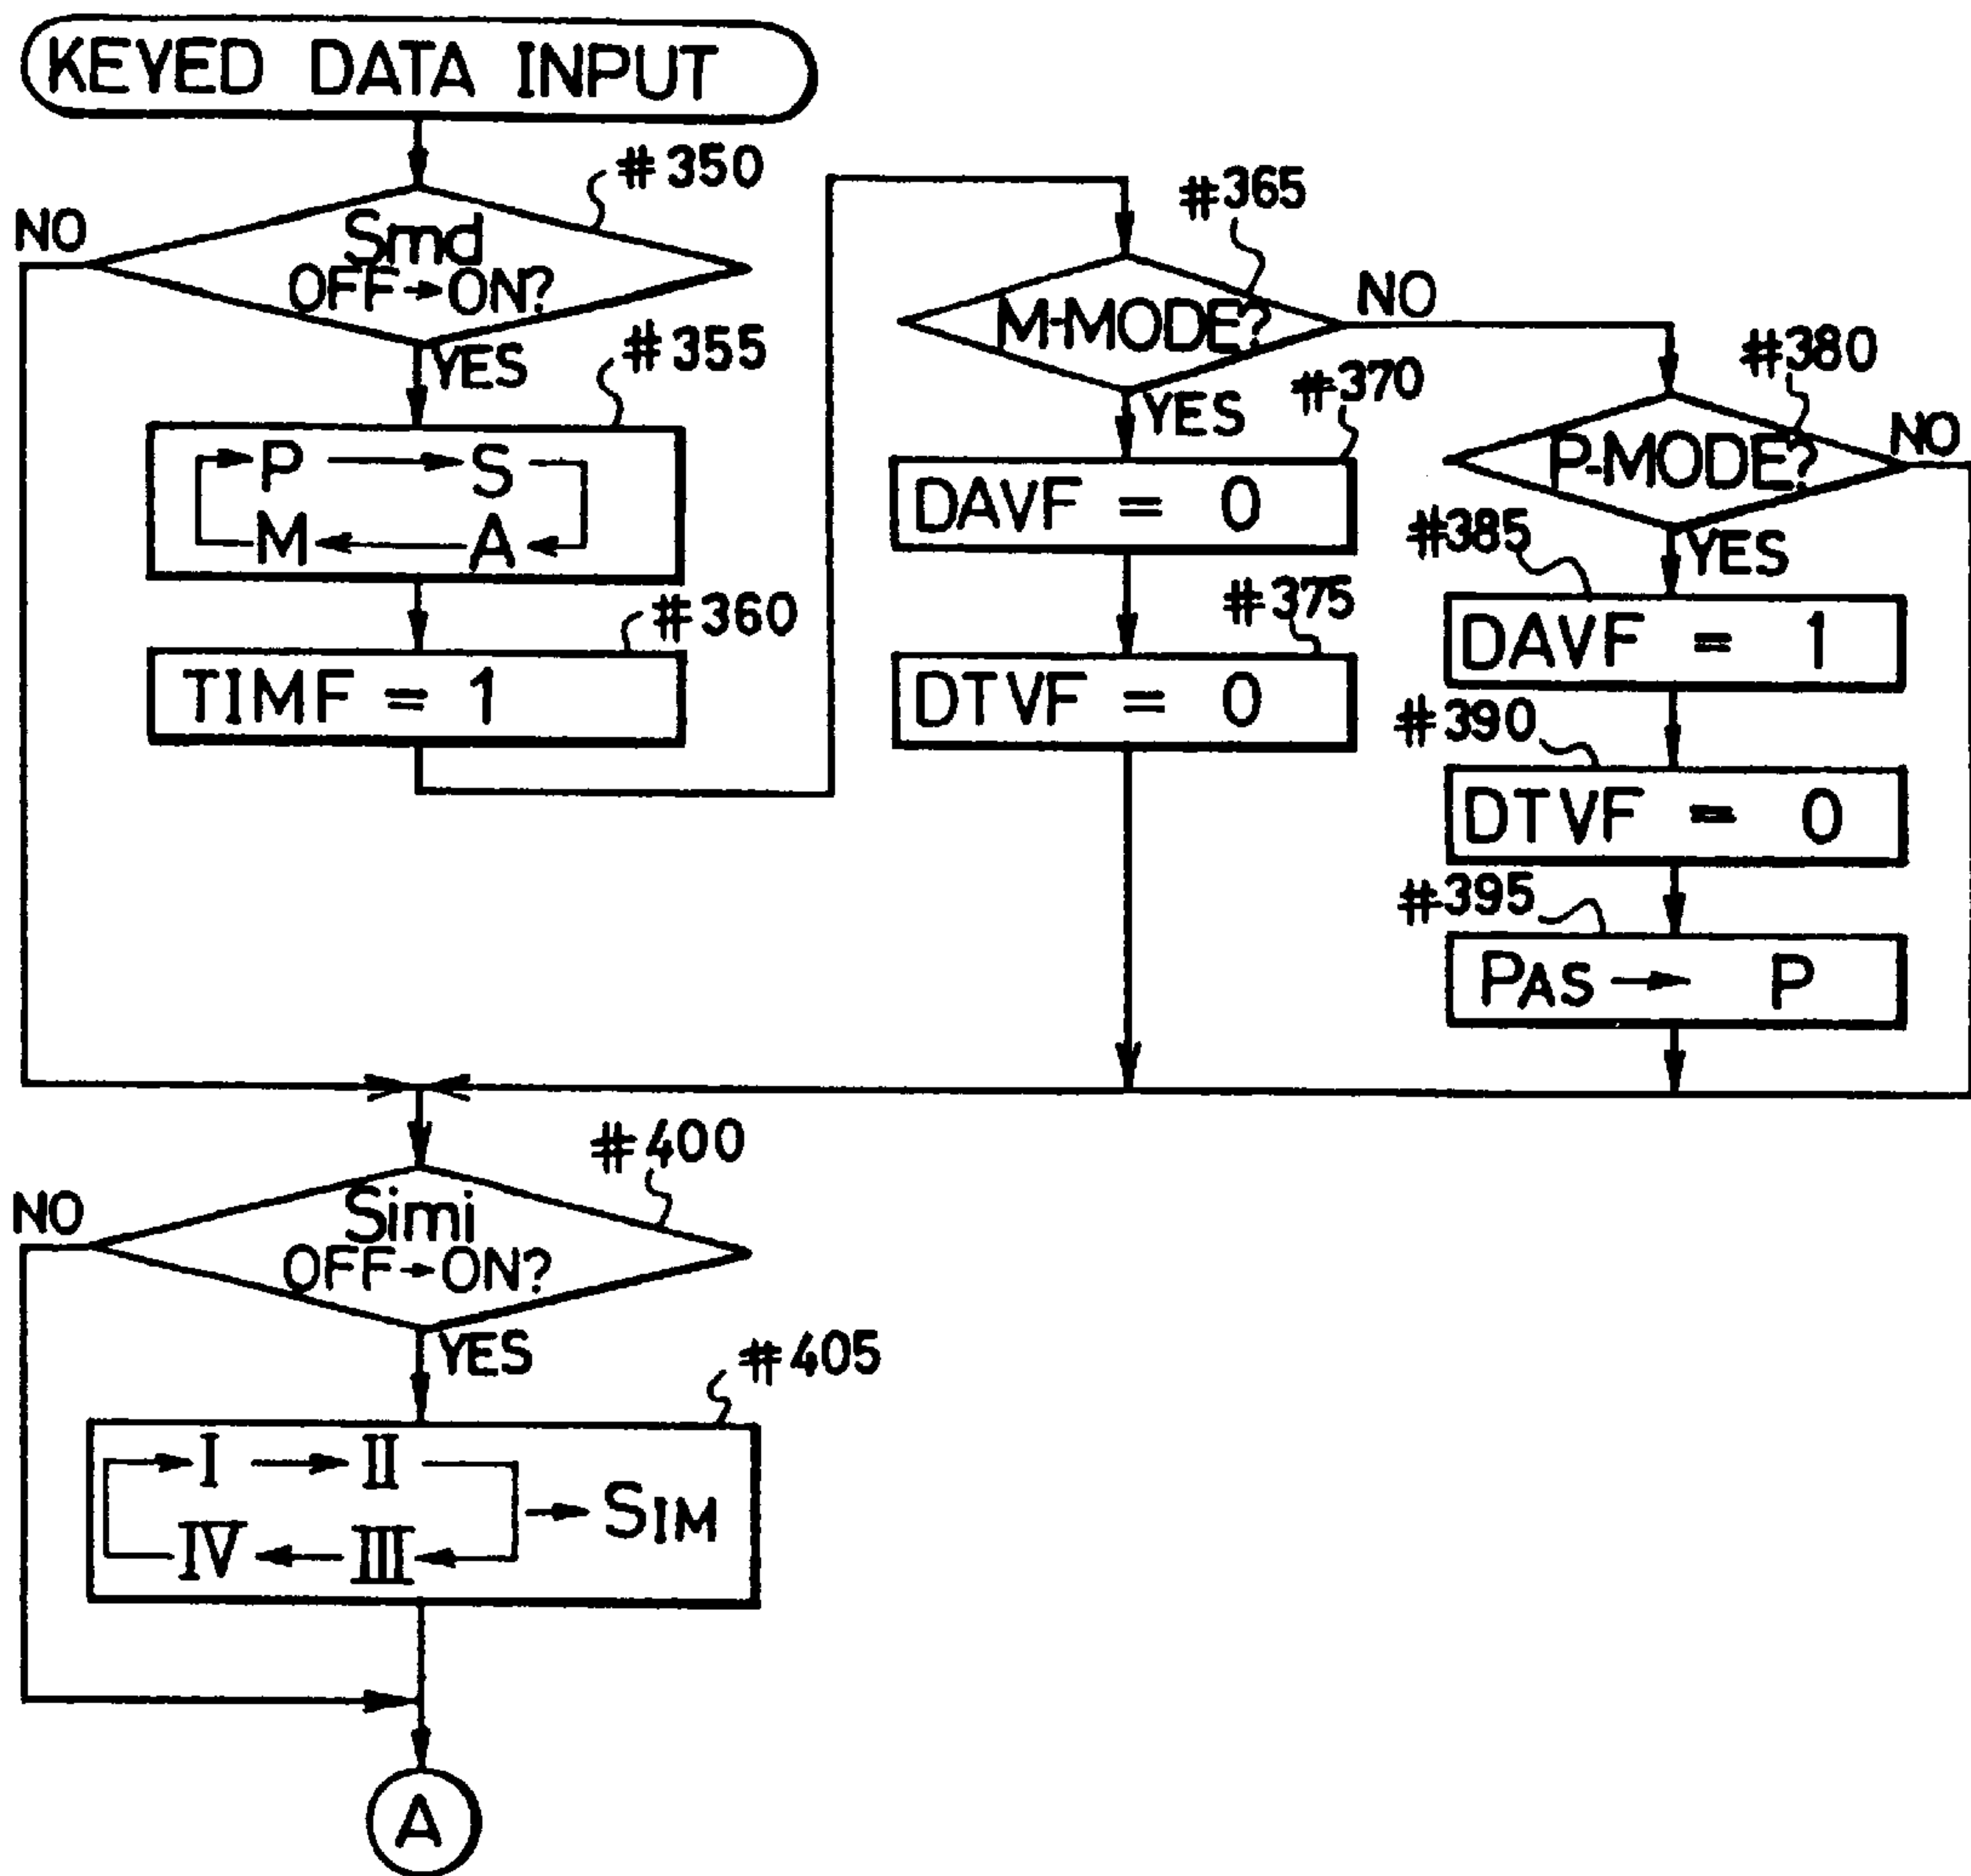 KEYED DATA INPUT
#350
NO
Smd
OFF→ON?
YES
#355
P → S
M ← A
#360
TIMF = 1
#365
M-MODE?
NO
YES
#370
DAVF = 0
#375
DTVF = 0
#380
P-MODE?
NO
YES
#385
DAVF = 1
#390
DTVF = 0
#395
PAS → P
#400
NO
Simi
OFF→ON?
YES
#405
I → II
→ SIM
IV ← III
A